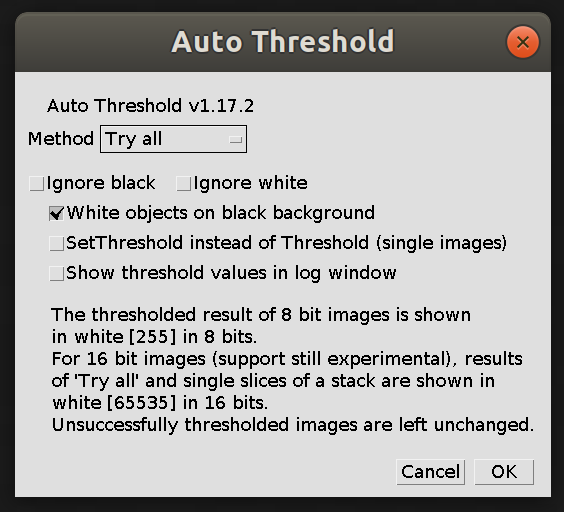 Auto Threshold
Auto Threshold v1.17.2
Method Try all
Ignore black Ignore white
White objects on black background
SetThreshold instead of Threshold (single images)
Show threshold values in log window
The thresholded result of 8 bit images is shown
in white [255] in 8 bits.
For 16 bit images (support still experimental), results
of 'Try all' and single slices of a stack are shown in
white [65535] in 16 bits.
Unsuccessfully thresholded images are left unchanged.
Cancel OK